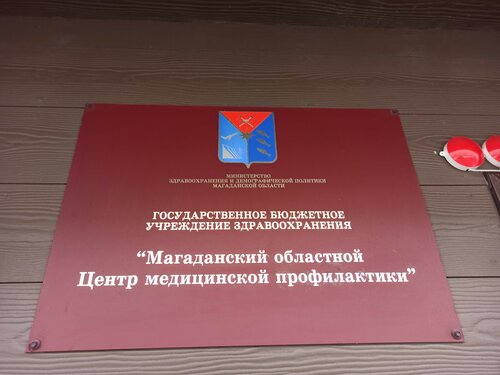 МИНИСТЕРСТВО
ЗДРАВООХРАНЕНИЯ И ДЕМОГРАФИЧЕСКОЙ ПОЛИТИКИ
МАГАДАНСКОЙ ОБЛАСТИ
ГОСУДАРСТВЕННОЕ БЮДЖЕТНОЕ
УЧРЕЖДЕНИЕ ЗДРАВООХРАНЕНИЯ
“Магаданский областной
Центр медицинской профилактики”